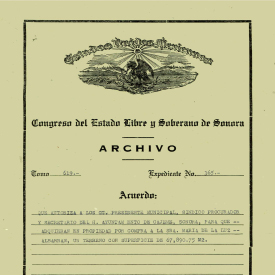 Estados Unidos Mexicanos
Congreso del Estado Libre y Soberano de Sonora
ARCHIVO
Tomo 619.- Expediente No. 165.-
Acuerdo:
QUE AUTORIZA A LOS CC. PRESIDENTE MUNICIPAL, SINDICO PROCURADOR
Y SECRETARIO DEL H. AYUNTAMIENTO DE CAJEME, SONORA, PARA QUE --
ADQUIERAN EN PROPIEDAD POR COMPRA A LA SRA. MARIA DE LA LUZ --
UN TERRENO CON SUPERFICIE DE